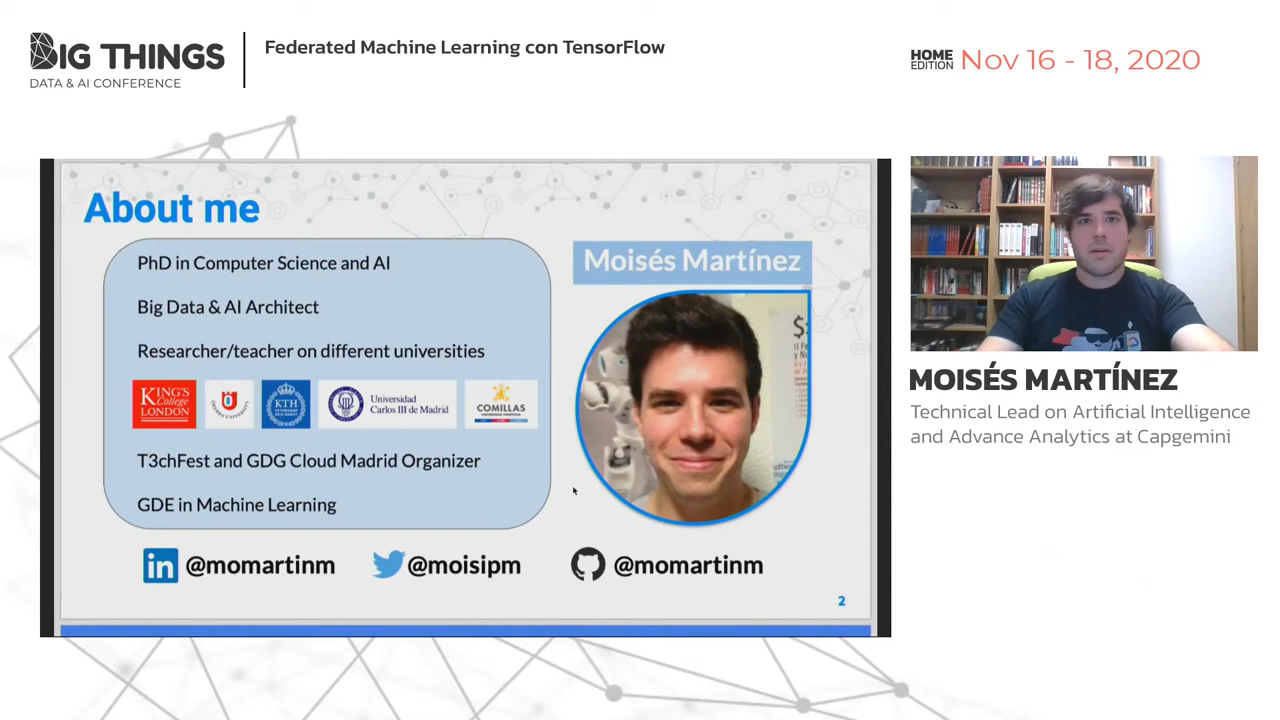 BIG THINGS
DATA & AI CONFERENCE
Federated Machine Learning con TensorFlow
HOME
EDITION
Nov 16 - 18, 2020
About me
PhD in Computer Science and AI
Big Data & AI Architect
Researcher/teacher on different universities
KING'S
College
LONDON
KTH
Universidad
Carlos III de Madrid
COMILLAS
T3chFest and GDG Cloud Madrid Organizer
GDE in Machine Learning
Moisés Martínez
@momartinm
@moisipm
@momartinm
2
MOISÉS MARTÍNEZ
Technical Lead on Artificial Intelligence
and Advance Analytics at Capgemini